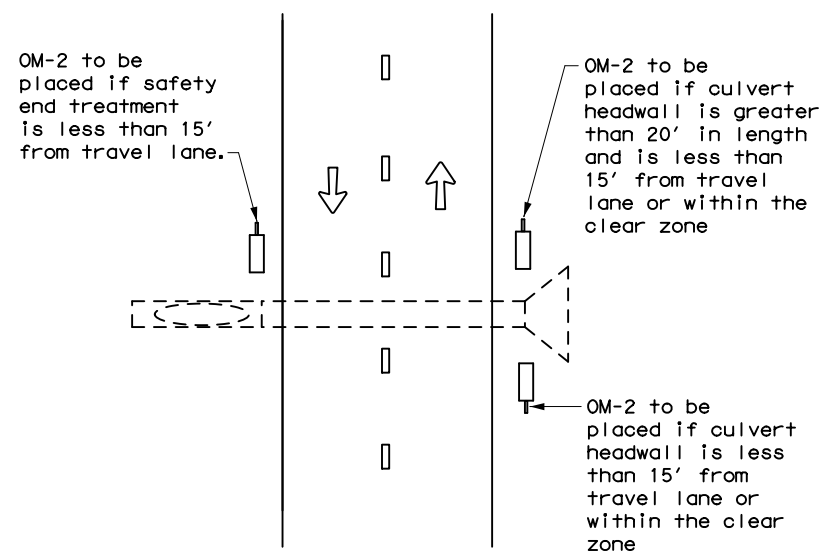 OM-2 to be
placed if safety
end treatment
is less than 15'
from travel lane.
OM-2 to be
placed if culvert
headwall is greater
than 20' in length
and is less than
15' from travel
lane or within the
clear zone
OM-2 to be
placed if culvert
headwall is less
than 15' from
travel lane or
within the clear
zone